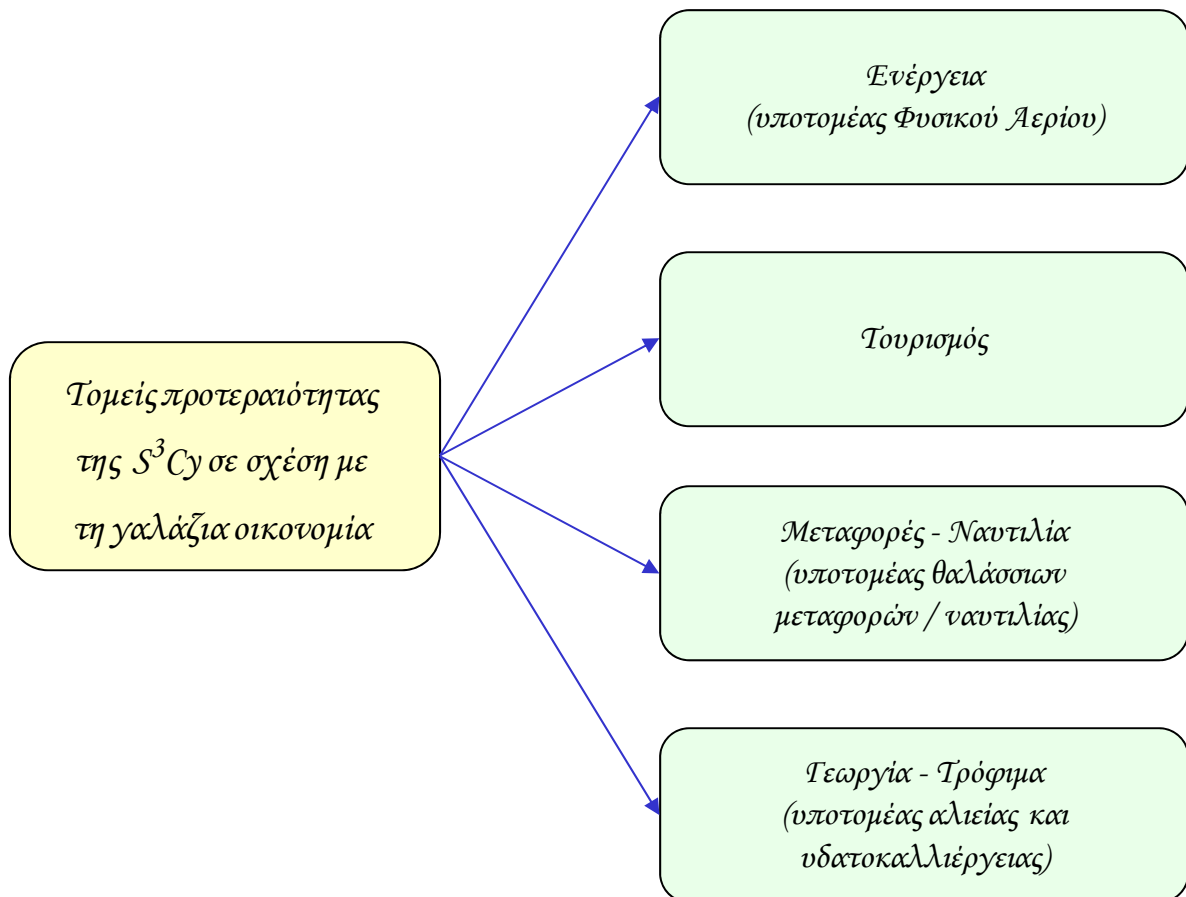 Ενέργεια
(υποτομέας Φυσικού Αερίου)
Τουρισμός
Τομείς προτεραιότητας
της S³Cy σε σχέση με
τη γαλάζια οικονομία
Μεταφορές - Ναυτιλία
(υποτομέας θαλάσσιων
μεταφορών / ναυτιλίας)
Γεωργία - Τρόφιμα
(υποτομέας αλιείας και
υδατοκαλλιέργειας)